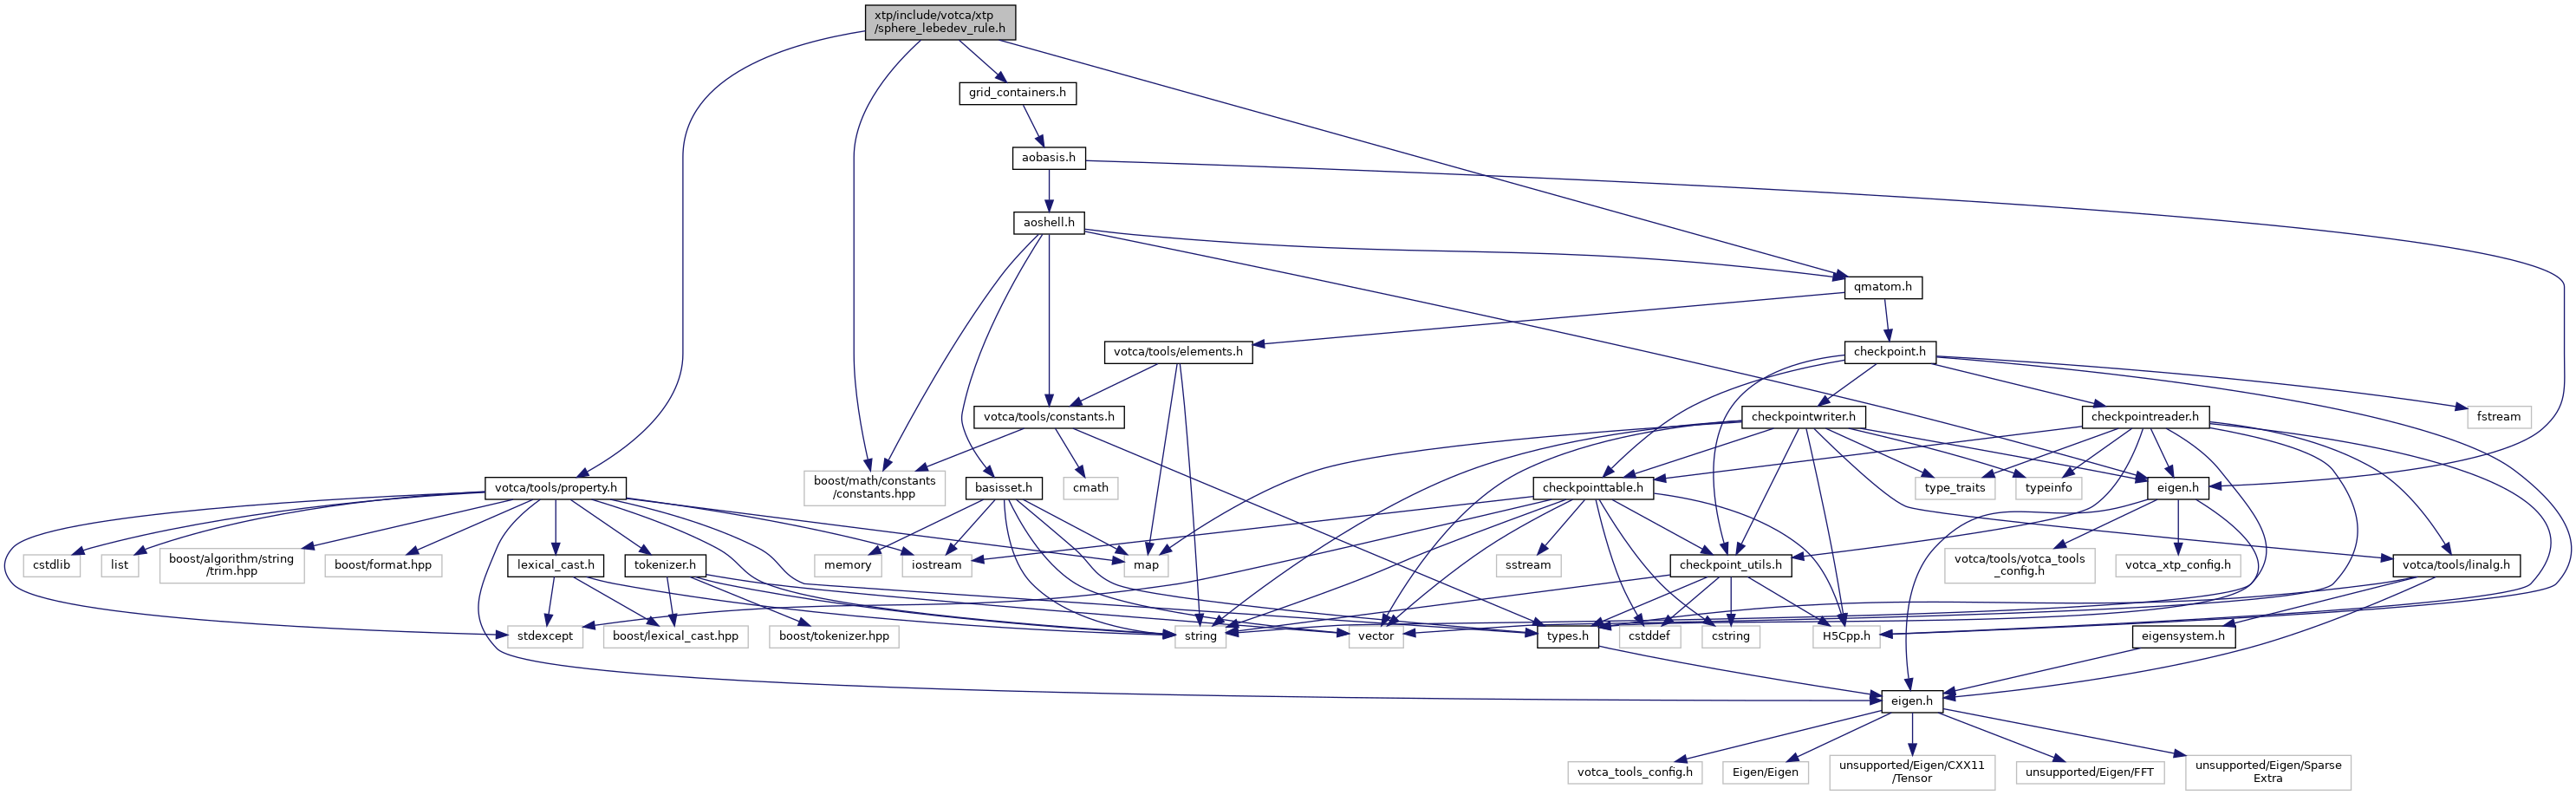 xtp/include/votca/xtp
/sphere_lebedev_rule.h
grid_containers.h
aobasis.h
aoshell.h
qmatom.h
votca/tools/elements.h
checkpoint.h
votca/tools/constants.h
checkpointwriter.h
checkpointreader.h
fstream
votca/tools/property.h
boost/math/constants
/constants.hpp
basisset.h
cmath
checkpointtable.h
type_traits
typeinfo
eigen.h
cstdlib
list
boost/algorithm/string
/trim.hpp
boost/format.hpp
lexical_cast.h
tokenizer.h
memory
iostream
map
sstream
checkpoint_utils.h
votca/tools/votca_tools
_config.h
votca_xtp_config.h
votca/tools/linalg.h
stdexcept
boost/lexical_cast.hpp
boost/tokenizer.hpp
string
vector
types.h
cstddef
cstring
H5Cpp.h
eigensystem.h
eigen.h
votca_tools_config.h
Eigen/Eigen
unsupported/Eigen/CXX11
/Tensor
unsupported/Eigen/FFT
unsupported/Eigen/Sparse
Extra